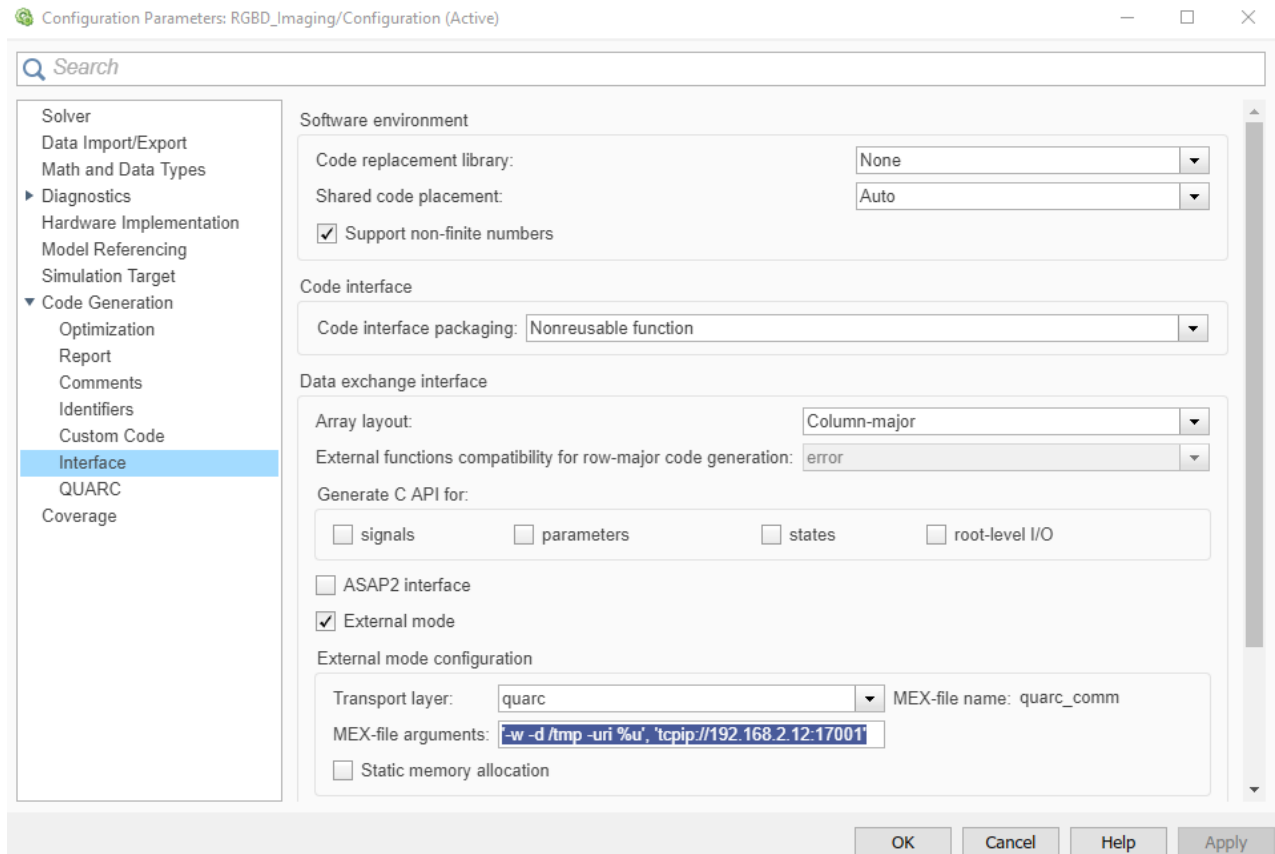 Configuration Parameters: RGBD_Imaging/Configuration (Active)
Search
Solver
Data Import/Export
Math and Data Types
Diagnostics
Hardware Implementation
Model Referencing
Simulation Target
Code Generation
Optimization
Report
Comments
Identifiers
Custom Code
Interface
QUARC
Coverage
Software environment
Code replacement library: None
Shared code placement: Auto
Support non-finite numbers
Code interface
Code interface packaging: Nonreusable function
Data exchange interface
Array layout: Column-major
External functions compatibility for row-major code generation: error
Generate C API for:
signals parameters states root-level I/O
ASAP2 interface
External mode
External mode configuration
Transport layer: quarc MEX-file name: quarc_comm
MEX-file arguments: '-w -d /tmp -uri %u', 'tcpip://192.168.2.12:17001'
Static memory allocation
OK Cancel Help Apply